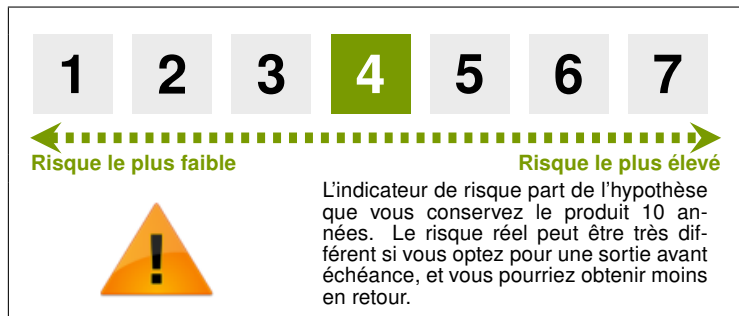 1 2 3 4 5 6 7
Risque le plus faible Risque le plus élevé
L'indicateur de risque part de l'hypothèse
que vous conservez le produit 10 an-
nées. Le risque réel peut être très dif-
férent si vous optez pour une sortie avant
échéance, et vous pourriez obtenir moins
en retour.